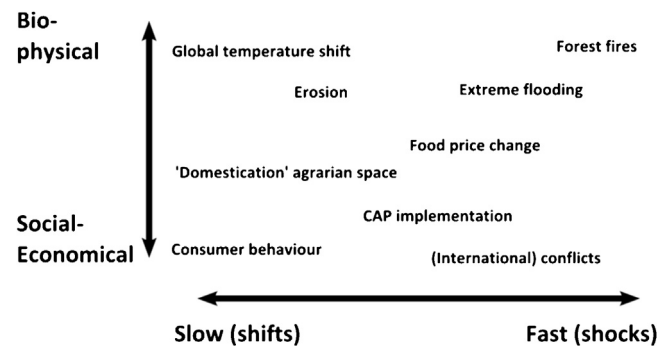 Bio-
physical
Global temperature shift
Forest fires
Erosion
Extreme flooding
Food price change
'Domestication' agrarian space
CAP implementation
Social-
Economical
Consumer behaviour
(International) conflicts
Slow (shifts)
Fast (shocks)